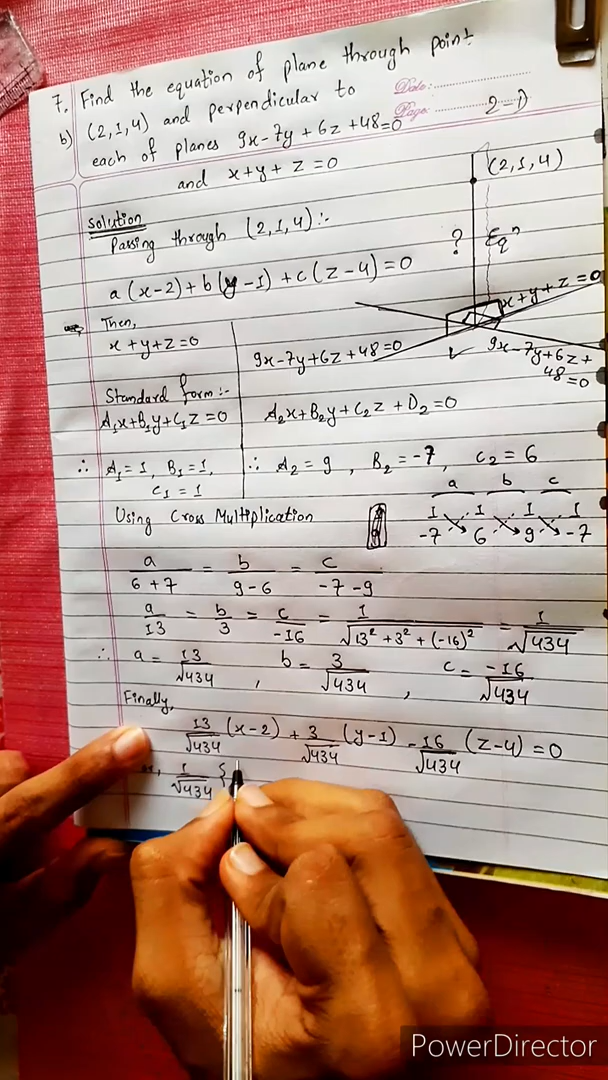 7. Find the equation of plane through point
b) (2,1,4) and perpendicular to
Date:
each of planes 9x-7y+6z+48=0
Page:
and x+y+z=0
(2,1,4)
Solution
Passing through (2,1,4):-
? Eqⁿ
a(x-2)+b(y-1)+c(z-4)=0
x+y+z=0
Then,
x+y+z=0
9x-7y+6z+48=0
9x-7y+6z+
48=0
Standard form:-
A₁x+B₁y+C₁z=0
A₂x+B₂y+C₂z+D₂=0
∴ A₁=1, B₁=1,
C₁=1
∴ A₂=9, B₂=-7, C₂=6
a b c
1 1 1 1
-7 6 9 -7
Using Cross Multiplication
a/(6+7) = b/(9-6) = c/(-7-9)
a/13 = b/3 = c/-16 = 1/√(13²+3²+(-16)²) = 1/√434
∴ a= 13/√434, b= 3/√434, c= -16/√434
Finally,
13/√434 (x-2) + 3/√434 (y-1) -16/√434 (z-4)=0
1/√434 {
PowerDirector